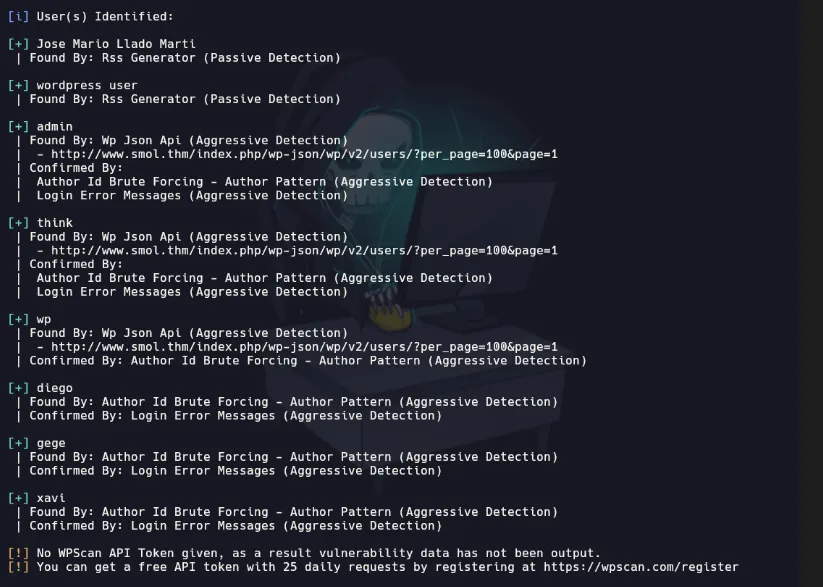 [i] User(s) Identified:
[+] Jose Mario Llado Marti
| Found By: Rss Generator (Passive Detection)
[+] wordpress user
| Found By: Rss Generator (Passive Detection)
[+] admin
| Found By: Wp Json Api (Aggressive Detection)
|  - http://www.smol.thm/index.php/wp-json/wp/v2/users/?per_page=100&page=1
| Confirmed By:
|  Author Id Brute Forcing - Author Pattern (Aggressive Detection)
|  Login Error Messages (Aggressive Detection)
[+] think
| Found By: Wp Json Api (Aggressive Detection)
|  - http://www.smol.thm/index.php/wp-json/wp/v2/users/?per_page=100&page=1
| Confirmed By:
|  Author Id Brute Forcing - Author Pattern (Aggressive Detection)
|  Login Error Messages (Aggressive Detection)
[+] wp
| Found By: Wp Json Api (Aggressive Detection)
|  - http://www.smol.thm/index.php/wp-json/wp/v2/users/?per_page=100&page=1
| Confirmed By: Author Id Brute Forcing - Author Pattern (Aggressive Detection)
[+] diego
| Found By: Author Id Brute Forcing - Author Pattern (Aggressive Detection)
| Confirmed By: Login Error Messages (Aggressive Detection)
[+] gege
| Found By: Author Id Brute Forcing - Author Pattern (Aggressive Detection)
| Confirmed By: Login Error Messages (Aggressive Detection)
[+] xavi
| Found By: Author Id Brute Forcing - Author Pattern (Aggressive Detection)
| Confirmed By: Login Error Messages (Aggressive Detection)
[!] No WPScan API Token given, as a result vulnerability data has not been output.
[!] You can get a free API token with 25 daily requests by registering at https://wpscan.com/register